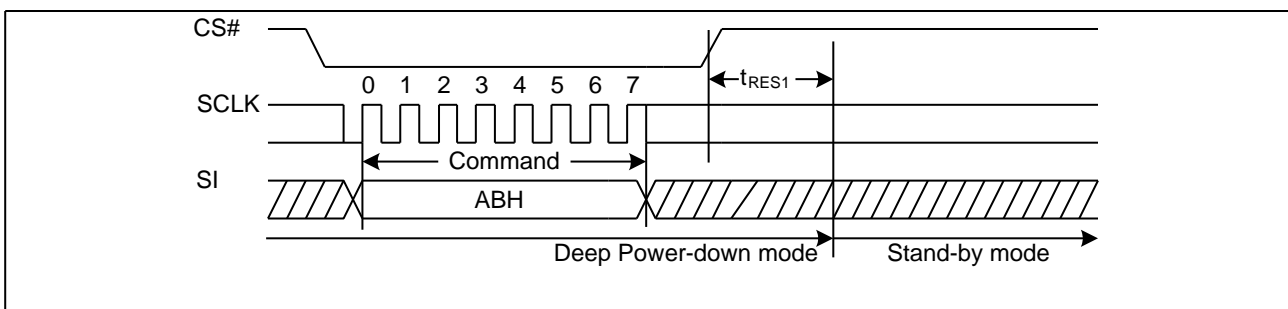 CS#
tRES1
0 1 2 3 4 5 6 7
SCLK
Command
SI
ABH
Deep Power-down mode Stand-by mode